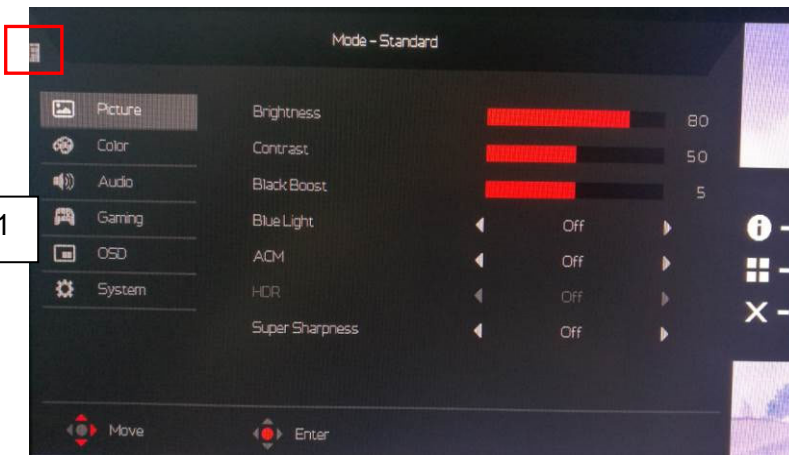 Mode - Standard
Picture
Brightness 80
Color
Contrast 50
Audio
Black Boost 5
1
Gaming
Blue Light Off
OSD
ACM Off
System
HDR Off
Super Sharpness Off
Move Enter